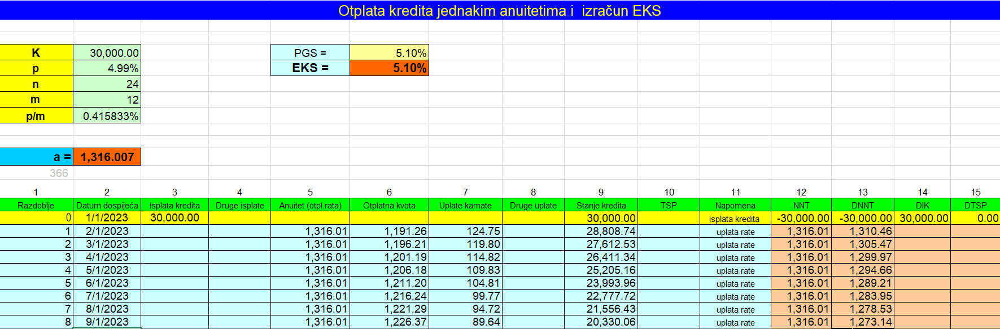 Otplata kredita jednakim anuitetima i  izračun EKS
K 30,000.00 PGS = 5.10%
p 4.99% EKS = 5.10%
n 24
m 12
p/m 0.415833%
a = 1,316.007
366
1 2 3 4 5 6 7 8 9 10 11 12 13 14 15
Razdoblje Datum dospijeća Isplata kredita Druge isplate Anuitet (otpl.rata) Otplatna kvota Uplate kamate Druge uplate Stanje kredita TSP Napomena NNT DNNT DIK DTSP
0 1/1/2023 30,000.00 30,000.00 isplata kredita -30,000.00 -30,000.00 30,000.00 0.00
1 2/1/2023 1,316.01 1,191.26 124.75 28,808.74 uplata rate 1,316.01 1,310.46
2 3/1/2023 1,316.01 1,196.21 119.80 27,612.53 uplata rate 1,316.01 1,305.47
3 4/1/2023 1,316.01 1,201.19 114.82 26,411.34 uplata rate 1,316.01 1,299.97
4 5/1/2023 1,316.01 1,206.18 109.83 25,205.16 uplata rate 1,316.01 1,294.66
5 6/1/2023 1,316.01 1,211.20 104.81 23,993.96 uplata rate 1,316.01 1,289.21
6 7/1/2023 1,316.01 1,216.24 99.77 22,777.72 uplata rate 1,316.01 1,283.95
7 8/1/2023 1,316.01 1,221.29 94.72 21,556.43 uplata rate 1,316.01 1,278.53
8 9/1/2023 1,316.01 1,226.37 89.64 20,330.06 uplata rate 1,316.01 1,273.14